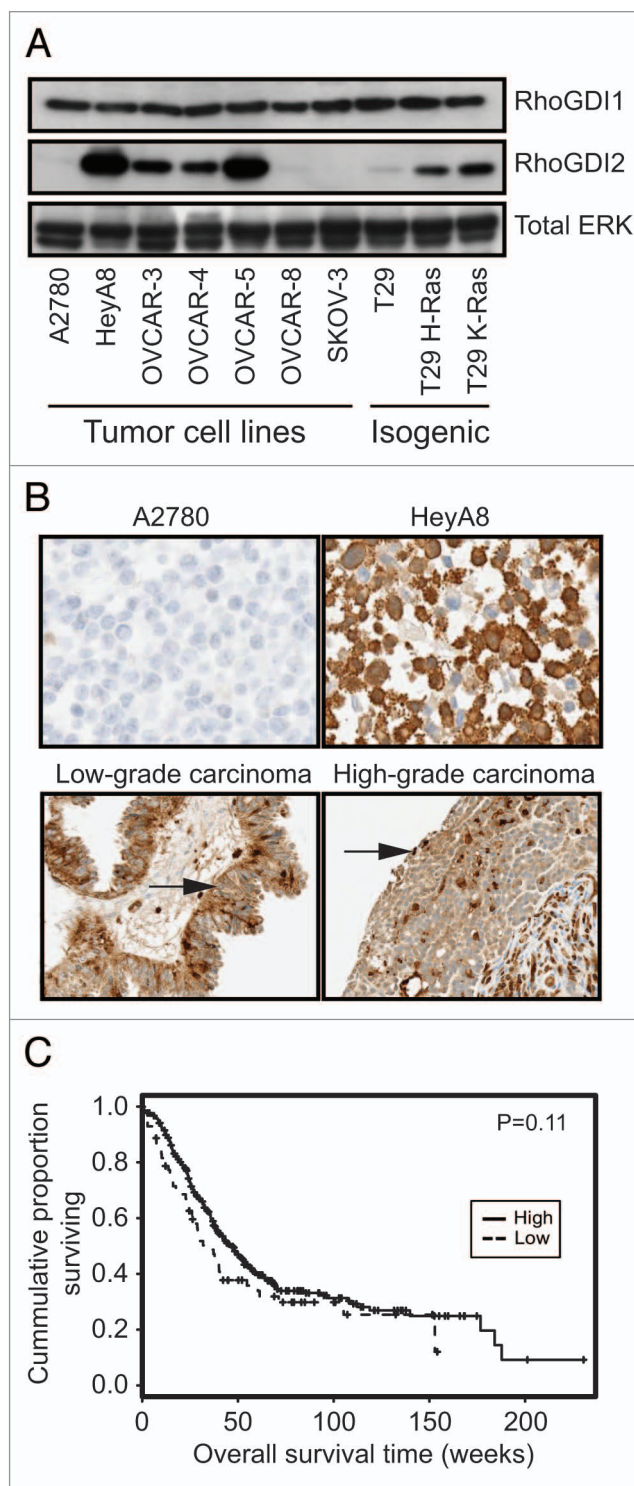 A
RhoGDI1
RhoGDI2
Total ERK
A2780
HeyA8
OVCAR-3
OVCAR-4
OVCAR-5
OVCAR-8
SKOV-3
T29
T29 H-Ras
T29 K-Ras
Tumor cell lines
Isogenic
B
A2780
HeyA8
Low-grade carcinoma
High-grade carcinoma
C
P=0.11
High
Low
Cummulative proportion
surviving
1.0
0.8
0.6
0.4
0.2
0.0
0
50
100
150
200
Overall survival time (weeks)